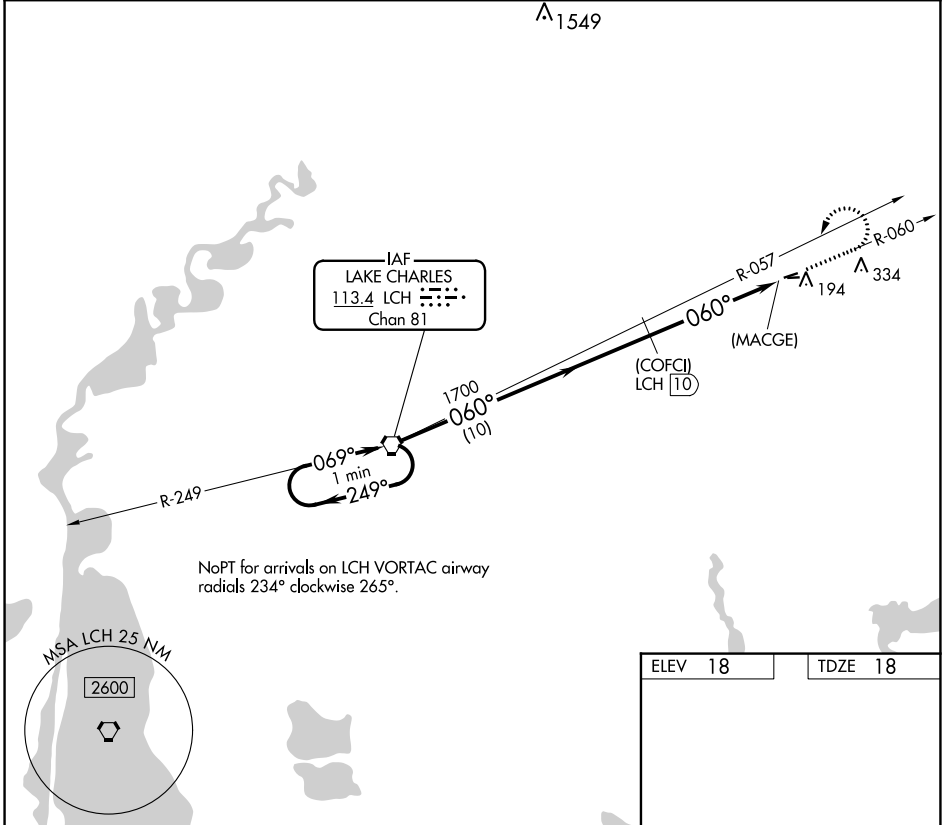 1549
IAF
LAKE CHARLES
113.4 LCH
Chan 81
R-057
R-060
334
194
060°
(MACGE)
(COFCI)
LCH 10
1700
060°
(10)
069°
1 min
249°
R-249
NoPT for arrivals on LCH VORTAC airway
radials 234° clockwise 265°.
MSA LCH 25 NM
2600
ELEV 18
TDZE 18